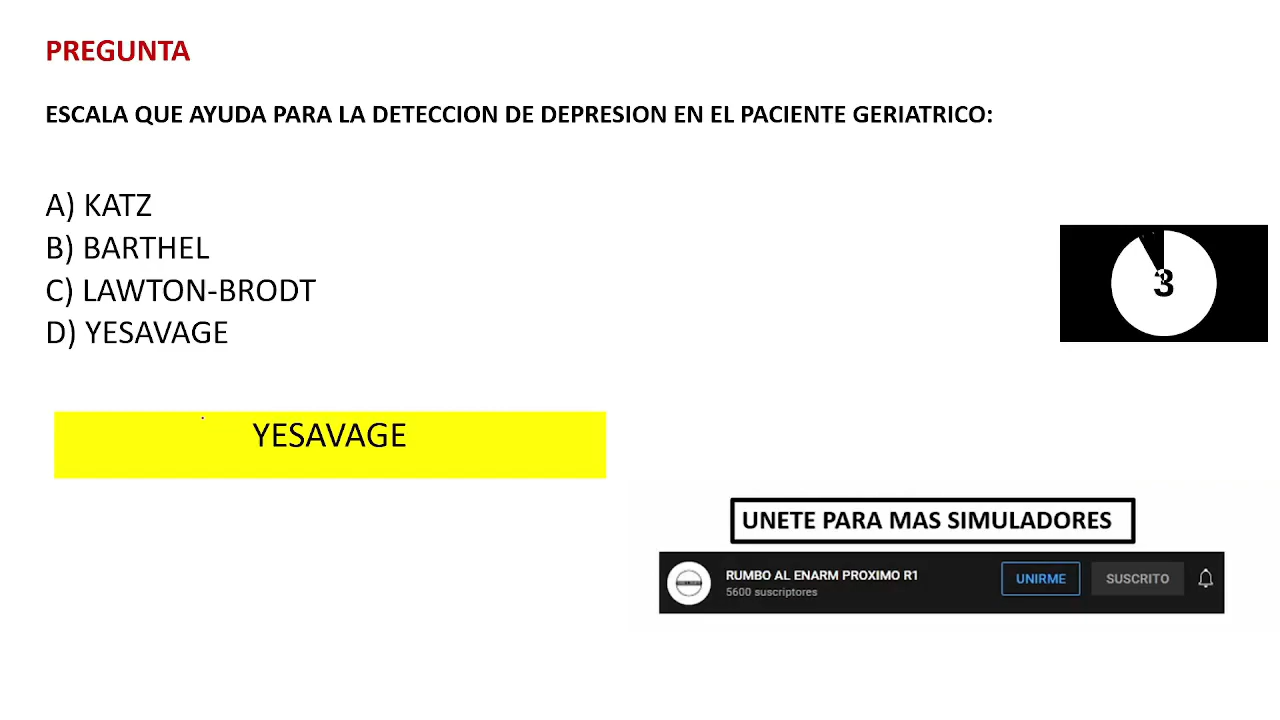 PREGUNTA
ESCALA QUE AYUDA PARA LA DETECCION DE DEPRESION EN EL PACIENTE GERIATRICO:
A) KATZ
B) BARTHEL
C) LAWTON-BRODT
D) YESAVAGE
3
YESAVAGE
UNETE PARA MAS SIMULADORES
RUMBO AL ENARM PROXIMO R1
5600 suscriptores
UNIRME
SUSCRITO